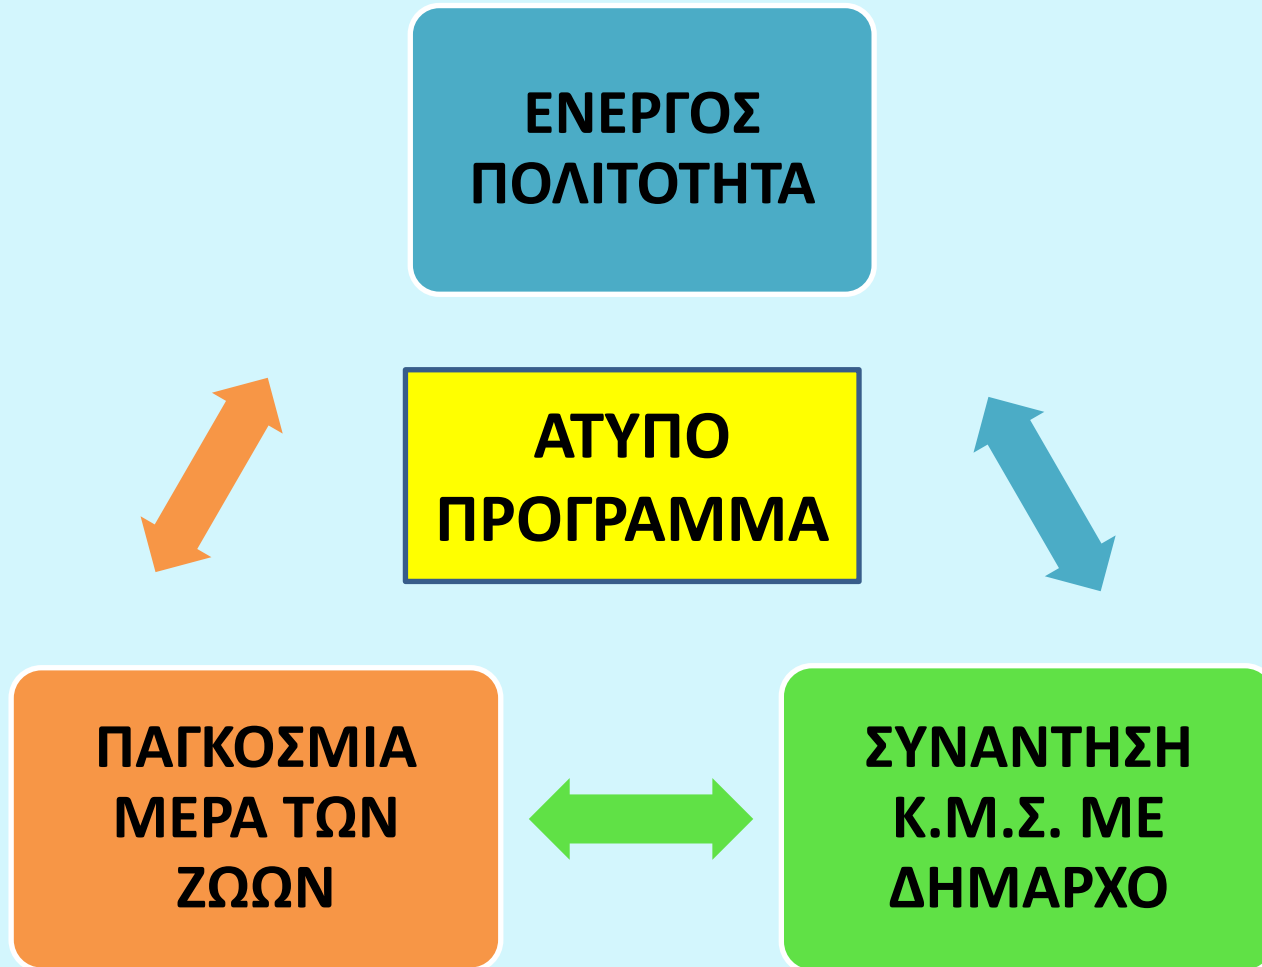 ΕΝΕΡΓΟΣ
ΠΟΛΙΤΟΤΗΤΑ
ΑΤΥΠΟ
ΠΡΟΓΡΑΜΜΑ
ΠΑΓΚΟΣΜΙΑ
ΜΕΡΑ ΤΩΝ
ΖΩΩΝ
ΣΥΝΑΝΤΗΣΗ
Κ.Μ.Σ. ΜΕ
ΔΗΜΑΡΧΟ